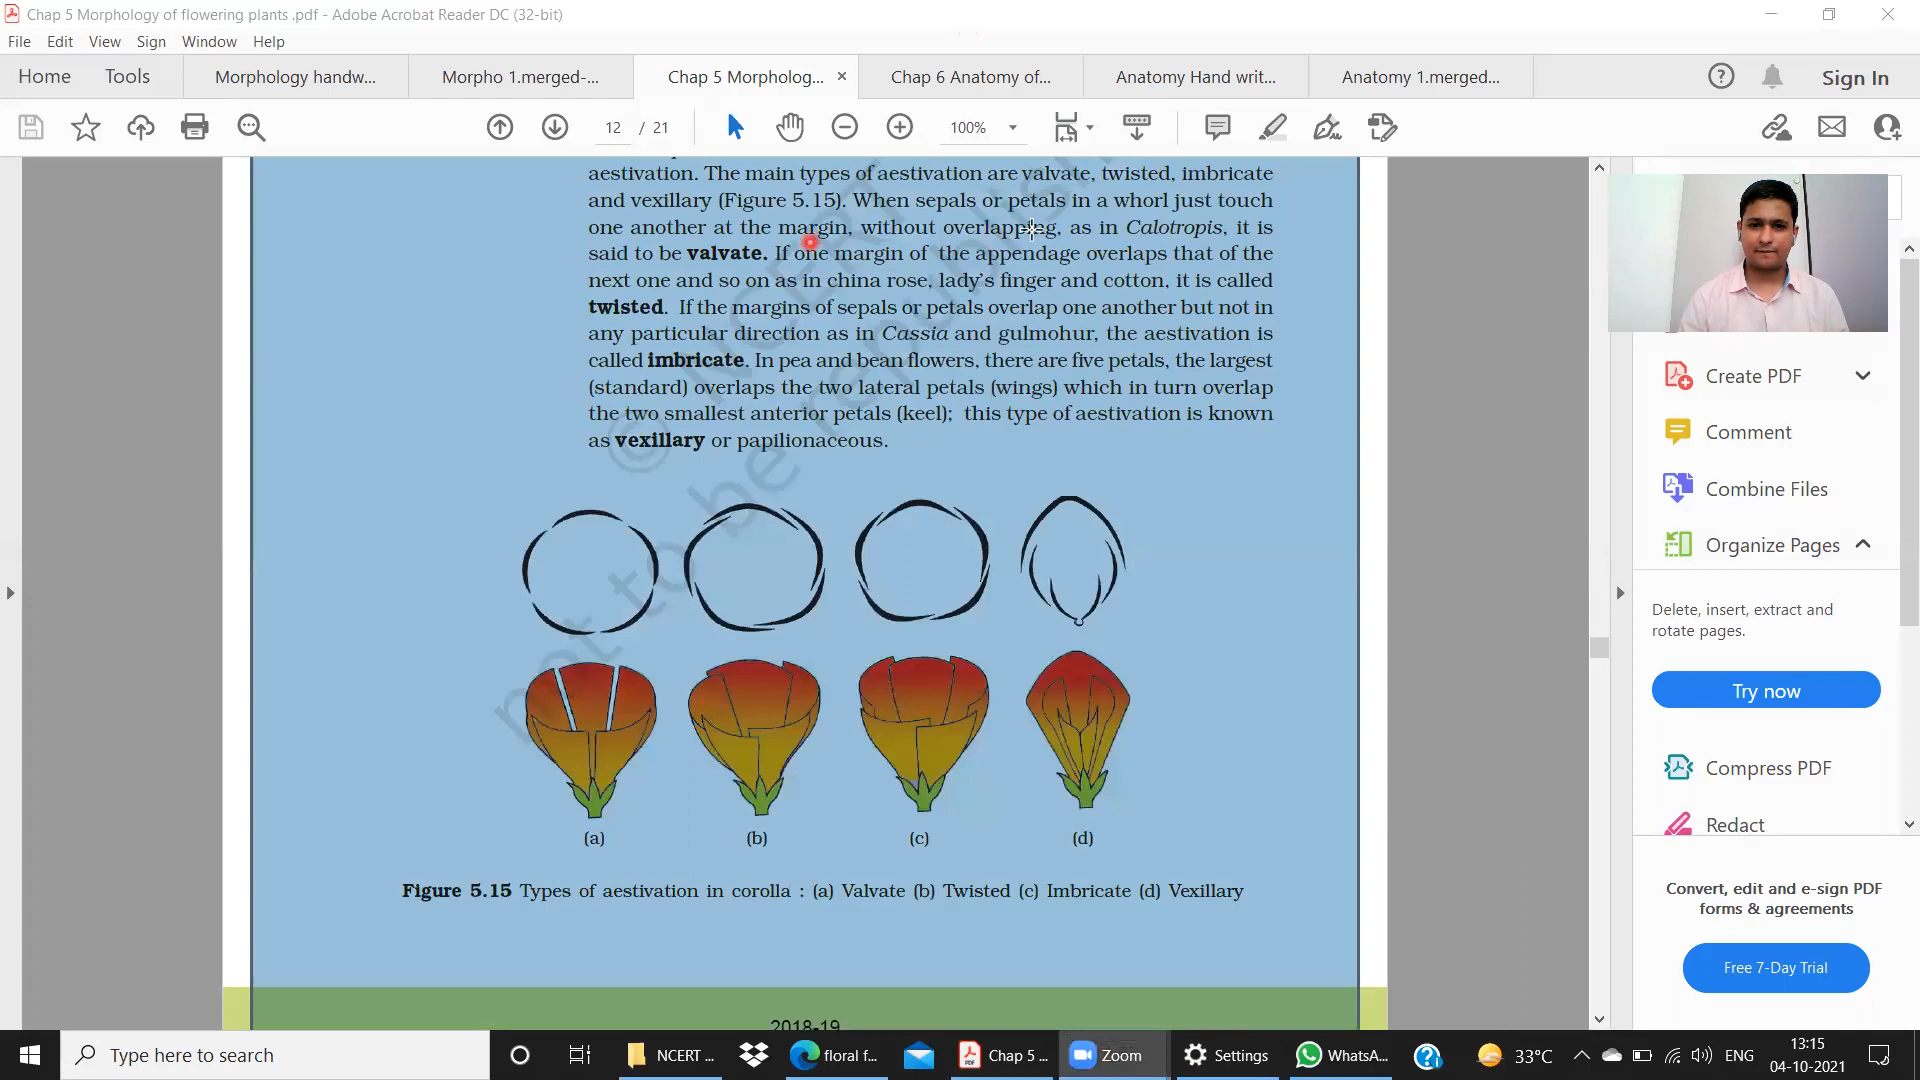 Chap 5 Morphology of flowering plants .pdf - Adobe Acrobat Reader DC (32-bit)
File Edit View Sign Window Help
Home Tools Morphology handw... Morpho 1.merged-... Chap 5 Morpholog... × Chap 6 Anatomy of... Anatomy Hand writ... Anatomy 1.merged... Sign In
12 / 21 100%
aestivation. The main types of aestivation are valvate, twisted, imbricate
and vexillary (Figure 5.15). When sepals or petals in a whorl just touch
one another at the margin, without overlapping, as in Calotropis, it is
said to be valvate. If one margin of the appendage overlaps that of the
next one and so on as in china rose, lady's finger and cotton, it is called
twisted. If the margins of sepals or petals overlap one another but not in
any particular direction as in Cassia and gulmohur, the aestivation is
called imbricate. In pea and bean flowers, there are five petals, the largest
(standard) overlaps the two lateral petals (wings) which in turn overlap
the two smallest anterior petals (keel); this type of aestivation is known
as vexillary or papilionaceous.
© NCERT
not to be republish
(a) (b) (c) (d)
Figure 5.15 Types of aestivation in corolla : (a) Valvate (b) Twisted (c) Imbricate (d) Vexillary
2018-19
Create PDF
Comment
Combine Files
Organize Pages
Delete, insert, extract and
rotate pages.
Try now
Compress PDF
Redact
Convert, edit and e-sign PDF
forms & agreements
Free 7-Day Trial
Type here to search NCERT ... floral f... Chap 5 ... Zoom Settings WhatsA... 33°C ENG 13:15
04-10-2021